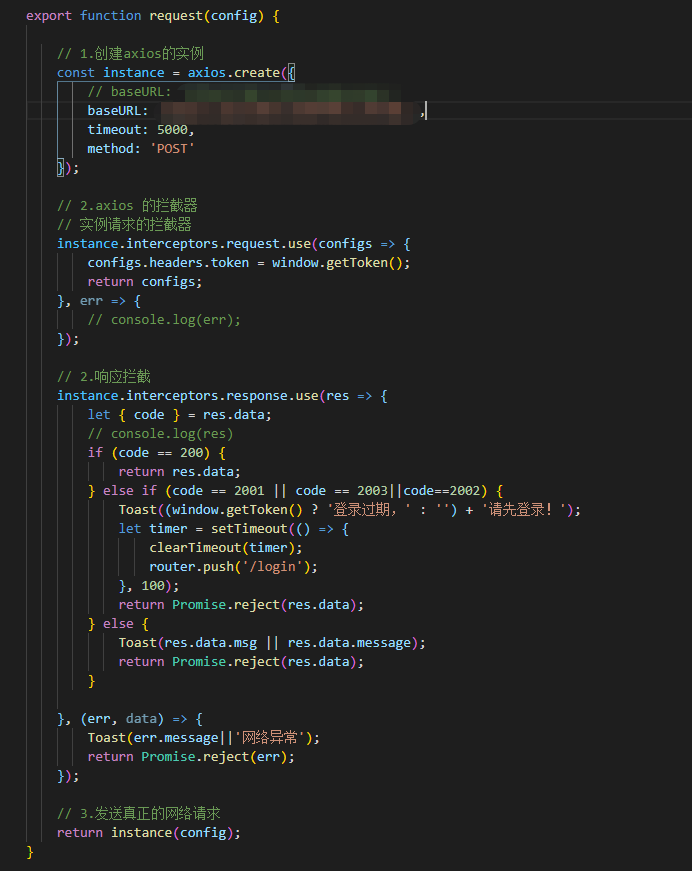 export function request(config) {
// 1.创建axios的实例
const instance = axios.create({
// baseURL:
baseURL: ,
timeout: 5000,
method: 'POST'
});
// 2.axios 的拦截器
// 实例请求的拦截器
instance.interceptors.request.use(configs => {
configs.headers.token = window.getToken();
return configs;
}, err => {
// console.log(err);
});
// 2.响应拦截
instance.interceptors.response.use(res => {
let { code } = res.data;
// console.log(res)
if (code == 200) {
return res.data;
} else if (code == 2001 || code == 2003||code==2002) {
Toast((window.getToken() ? '登录过期，' : '') + '请先登录！');
let timer = setTimeout(() => {
clearTimeout(timer);
router.push('/login');
}, 100);
return Promise.reject(res.data);
} else {
Toast(res.data.msg || res.data.message);
return Promise.reject(res.data);
}
}, (err, data) => {
Toast(err.message||'网络异常');
return Promise.reject(err);
});
// 3.发送真正的网络请求
return instance(config);
}